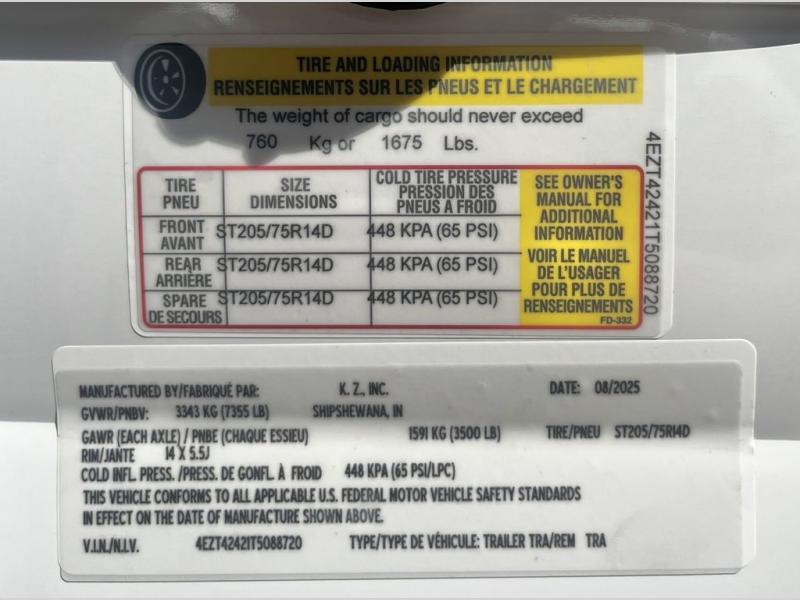 TIRE AND LOADING INFORMATION
RENSEIGNEMENTS SUR LES PNEUS ET LE CHARGEMENT
The weight of cargo should never exceed
760 Kg or 1675 Lbs.
TIRE PNEU SIZE DIMENSIONS COLD TIRE PRESSURE PRESSION DES PNEUS A FROID
FRONT AVANT ST205/75R14D 448 KPA (65 PSI)
REAR ARRIÈRE ST205/75R14D 448 KPA (65 PSI)
SPARE DE SECOURS ST205/75R14D 448 KPA (65 PSI)
SEE OWNER'S
MANUAL FOR
ADDITIONAL
INFORMATION
VOIR LE MANUEL
DE L'USAGER
POUR PLUS DE
RENSEIGNEMENTS
FD-332
4EZT42421T5088720
MANUFACTURED BY/FABRIQUÉ PAR: K. Z., INC. DATE: 08/2025
GVWR/PNBV: 3343 KG (7355 LB) SHIPSHEWANA, IN
GAWR (EACH AXLE) / PNBE (CHAQUE ESSIEU) 1591 KG (3500 LB) TIRE/PNEU ST205/75R14D
RIM/JANTE 14 X 5.5J
COLD INFL. PRESS. /PRESS. DE GONFL. À FROID 448 KPA (65 PSI/LPC)
THIS VEHICLE CONFORMS TO ALL APPLICABLE U.S. FEDERAL MOTOR VEHICLE SAFETY STANDARDS
IN EFFECT ON THE DATE OF MANUFACTURE SHOWN ABOVE.
V.I.N./N.I.V. 4EZT42421T5088720 TYPE/TYPE DE VÉHICULE: TRAILER TRA/REM TRA